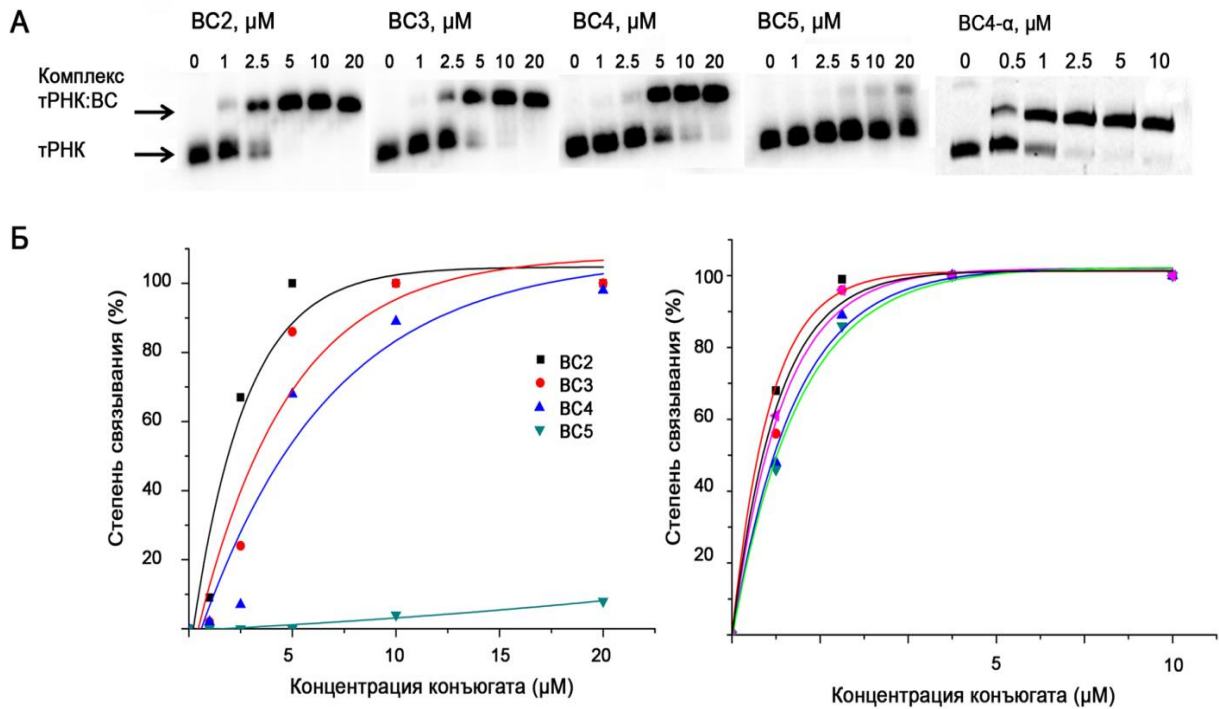 А
BC2, μM
BC3, μM
BC4, μM
BC5, μM
BC4-α, μM
0 1 2.5 5 10 20
0 1 2.5 5 10 20
0 1 2.5 5 10 20
0 1 2.5 5 10 20
0 0.5 1 2.5 5 10
Комплекс
тРНК:BC
тРНК
Б
Степень связывания (%)
100
80
60
40
20
5 10 20
Концентрация конъюгата (μM)
BC2
BC3
BC4
BC5
Степень связывания (%)
100
80
60
40
20
5 10
Концентрация конъюгата (μM)